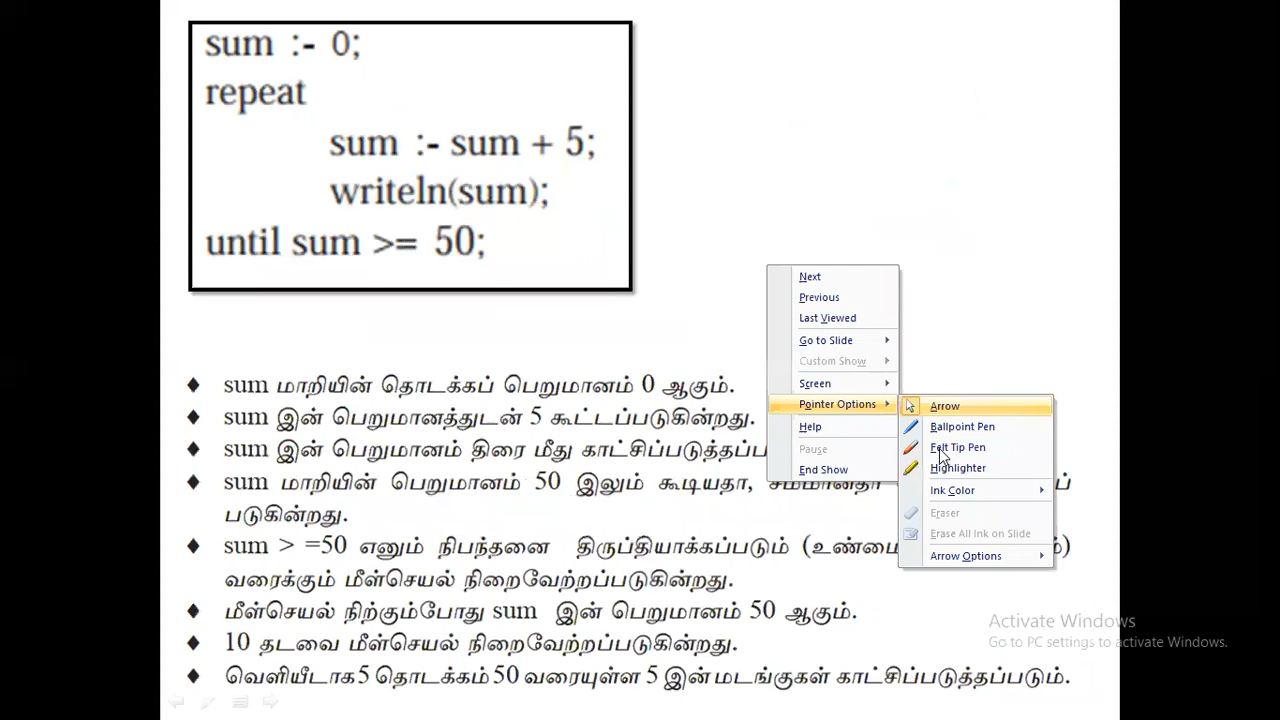 sum :- 0;
repeat
sum :- sum + 5;
writeln(sum);
until sum >= 50;
Next
Previous
Last Viewed
Go to Slide
Custom Show
Screen
Pointer Options
Help
Pause
End Show
Arrow
Ballpoint Pen
Felt Tip Pen
Highlighter
Ink Color
Eraser
Erase All Ink on Slide
Arrow Options
♦ sum மாறியின் தொடக்கப் பெறுமானம் 0 ஆகும்.
♦ sum இன் பெறுமானத்துடன் 5 கூட்டப்படுகின்றது.
♦ sum இன் பெறுமானம் திரை மீது
♦ sum மாறியின் பெறுமானம் 50 இலும் கூடியதா,
படுகின்றது.
♦ sum > =50 எனும் நிபந்தனை திருப்தியாக்கப்படும்
வரைக்கும் மீள்செயல் நிறைவேற்றப்படுகின்றது.
♦ மீள்செயல் நிற்கும்போது sum இன் பெறுமானம் 50 ஆகும்.
♦ 10 தடவை மீள்செயல் நிறைவேற்றப்படுகின்றது.
♦ வெளியீடாக 5 தொடக்கம் 50 வரையுள்ள 5 இன் மடங்குகள் காட்சிப்படுத்தப்படும்.
Activate Windows
Go to PC settings to activate Windows.